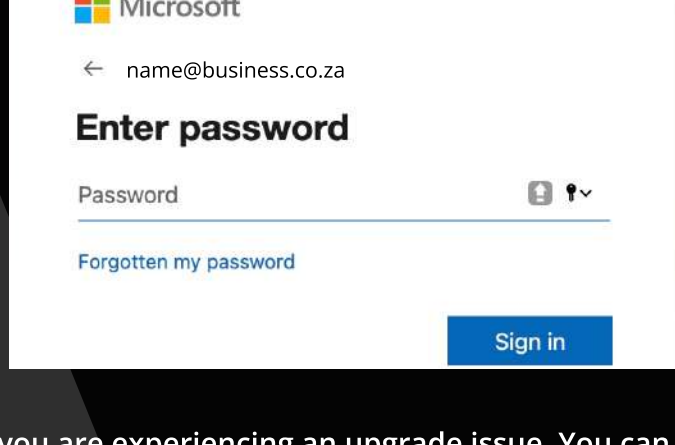 Microsoft
name@business.co.za
Enter password
Password
Forgotten my password
Sign in
you are experiencing an upgrade issue. You can